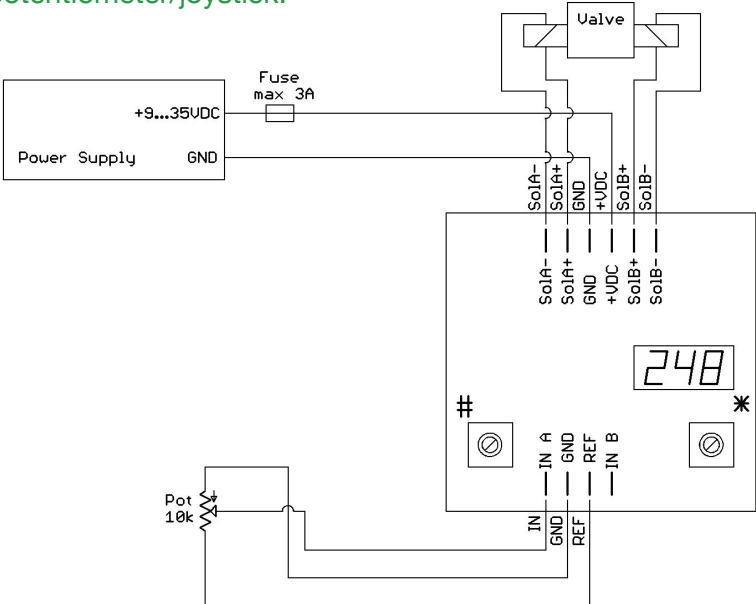 potentiometer/joystick.
Valve
Fuse
max 3A
+9...35VDC
Power Supply
GND
SolA-
SolA+
GND
+VDC
SolB+
SolB-
SolA-
SolA+
GND
+VDC
SolB+
SolB-
248
#
*
IN A
GND
REF
IN B
Pot
10k
IN
GND
REF